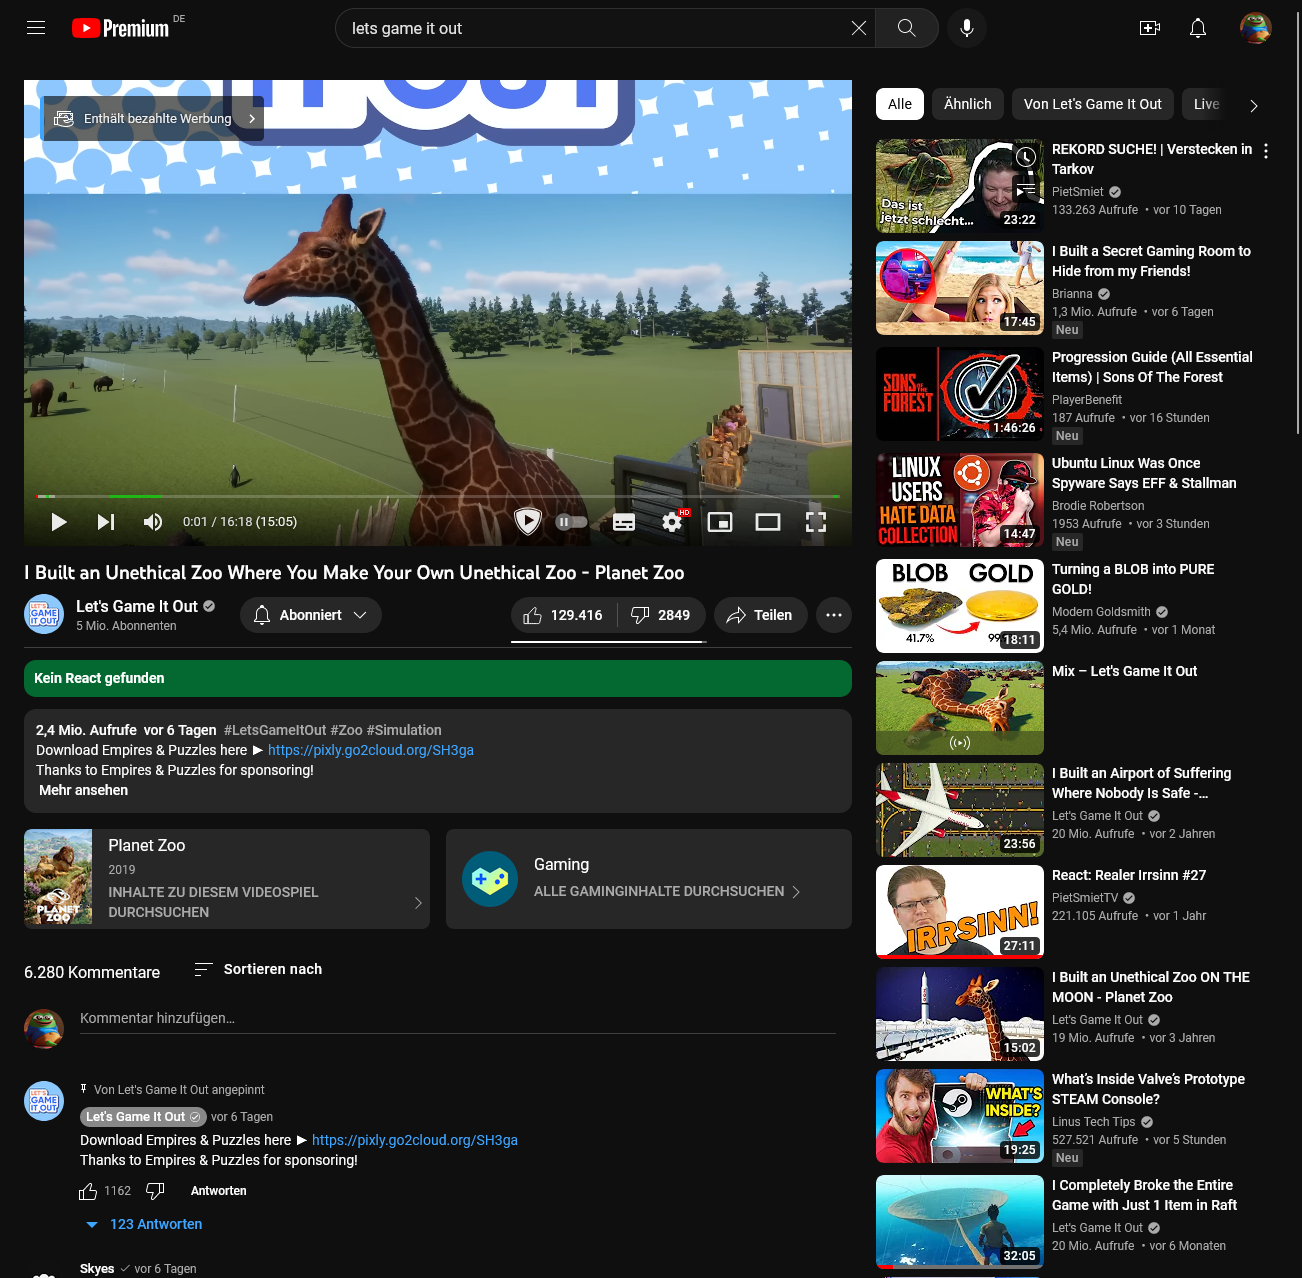 Premium DE
lets game it out
IT OUT
Enthält bezahlte Werbung
0:01 / 16:18 (15:05)
HD
I Built an Unethical Zoo Where You Make Your Own Unethical Zoo - Planet Zoo
LET'S GAME IT OUT
Let's Game It Out
5 Mio. Abonnenten
Abonniert
129.416
2849
Teilen
Kein React gefunden
2,4 Mio. Aufrufe vor 6 Tagen #LetsGameItOut #Zoo #Simulation
Download Empires & Puzzles here ► https://pixly.go2cloud.org/SH3ga
Thanks to Empires & Puzzles for sponsoring!
Mehr ansehen
PLANET ZOO
Planet Zoo
2019
INHALTE ZU DIESEM VIDEOSPIEL
DURCHSUCHEN
Gaming
ALLE GAMINGINHALTE DURCHSUCHEN
6.280 Kommentare
Sortieren nach
Kommentar hinzufügen…
LET'S GAME IT OUT
Von Let's Game It Out angepinnt
Let's Game It Out vor 6 Tagen
Download Empires & Puzzles here ► https://pixly.go2cloud.org/SH3ga
Thanks to Empires & Puzzles for sponsoring!
1162
Antworten
123 Antworten
Skyes vor 6 Tagen
Alle
Ähnlich
Von Let's Game It Out
Live
Das ist
jetzt schlecht...
23:22
REKORD SUCHE! | Verstecken in
Tarkov
PietSmiet
133.263 Aufrufe • vor 10 Tagen
17:45
I Built a Secret Gaming Room to
Hide from my Friends!
Brianna
1,3 Mio. Aufrufe • vor 6 Tagen
Neu
SONS OF THE FOREST
1:46:26
Progression Guide (All Essential
Items) | Sons Of The Forest
PlayerBenefit
187 Aufrufe • vor 16 Stunden
Neu
LINUX
USERS
HATE DATA
COLLECTION
14:47
Ubuntu Linux Was Once
Spyware Says EFF & Stallman
Brodie Robertson
1953 Aufrufe • vor 3 Stunden
Neu
BLOB GOLD
41.7% 99
18:11
Turning a BLOB into PURE
GOLD!
Modern Goldsmith
5,4 Mio. Aufrufe • vor 1 Monat
Mix – Let's Game It Out
23:56
I Built an Airport of Suffering
Where Nobody Is Safe -…
Let's Game It Out
20 Mio. Aufrufe • vor 2 Jahren
IRRSINN!
27:11
React: Realer Irrsinn #27
PietSmietTV
221.105 Aufrufe • vor 1 Jahr
15:02
I Built an Unethical Zoo ON THE
MOON - Planet Zoo
Let's Game It Out
19 Mio. Aufrufe • vor 3 Jahren
WHAT'S
INSIDE?
19:25
What’s Inside Valve’s Prototype
STEAM Console?
Linus Tech Tips
527.521 Aufrufe • vor 5 Stunden
Neu
32:05
I Completely Broke the Entire
Game with Just 1 Item in Raft
Let's Game It Out
20 Mio. Aufrufe • vor 6 Monaten